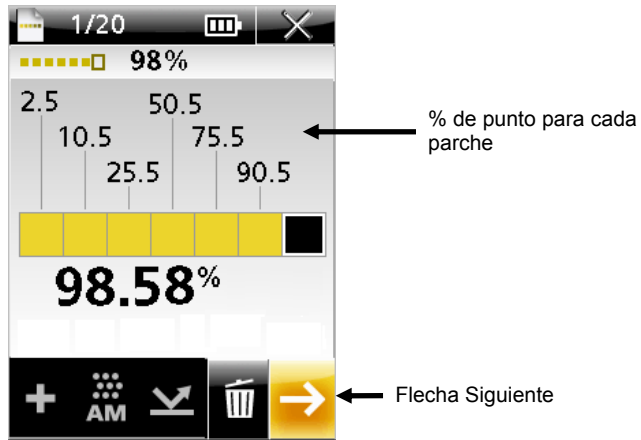 1/20
98%
2.5 50.5
10.5 75.5
25.5 90.5
98.58%
AM
% de punto para cada
parche
Flecha Siguiente